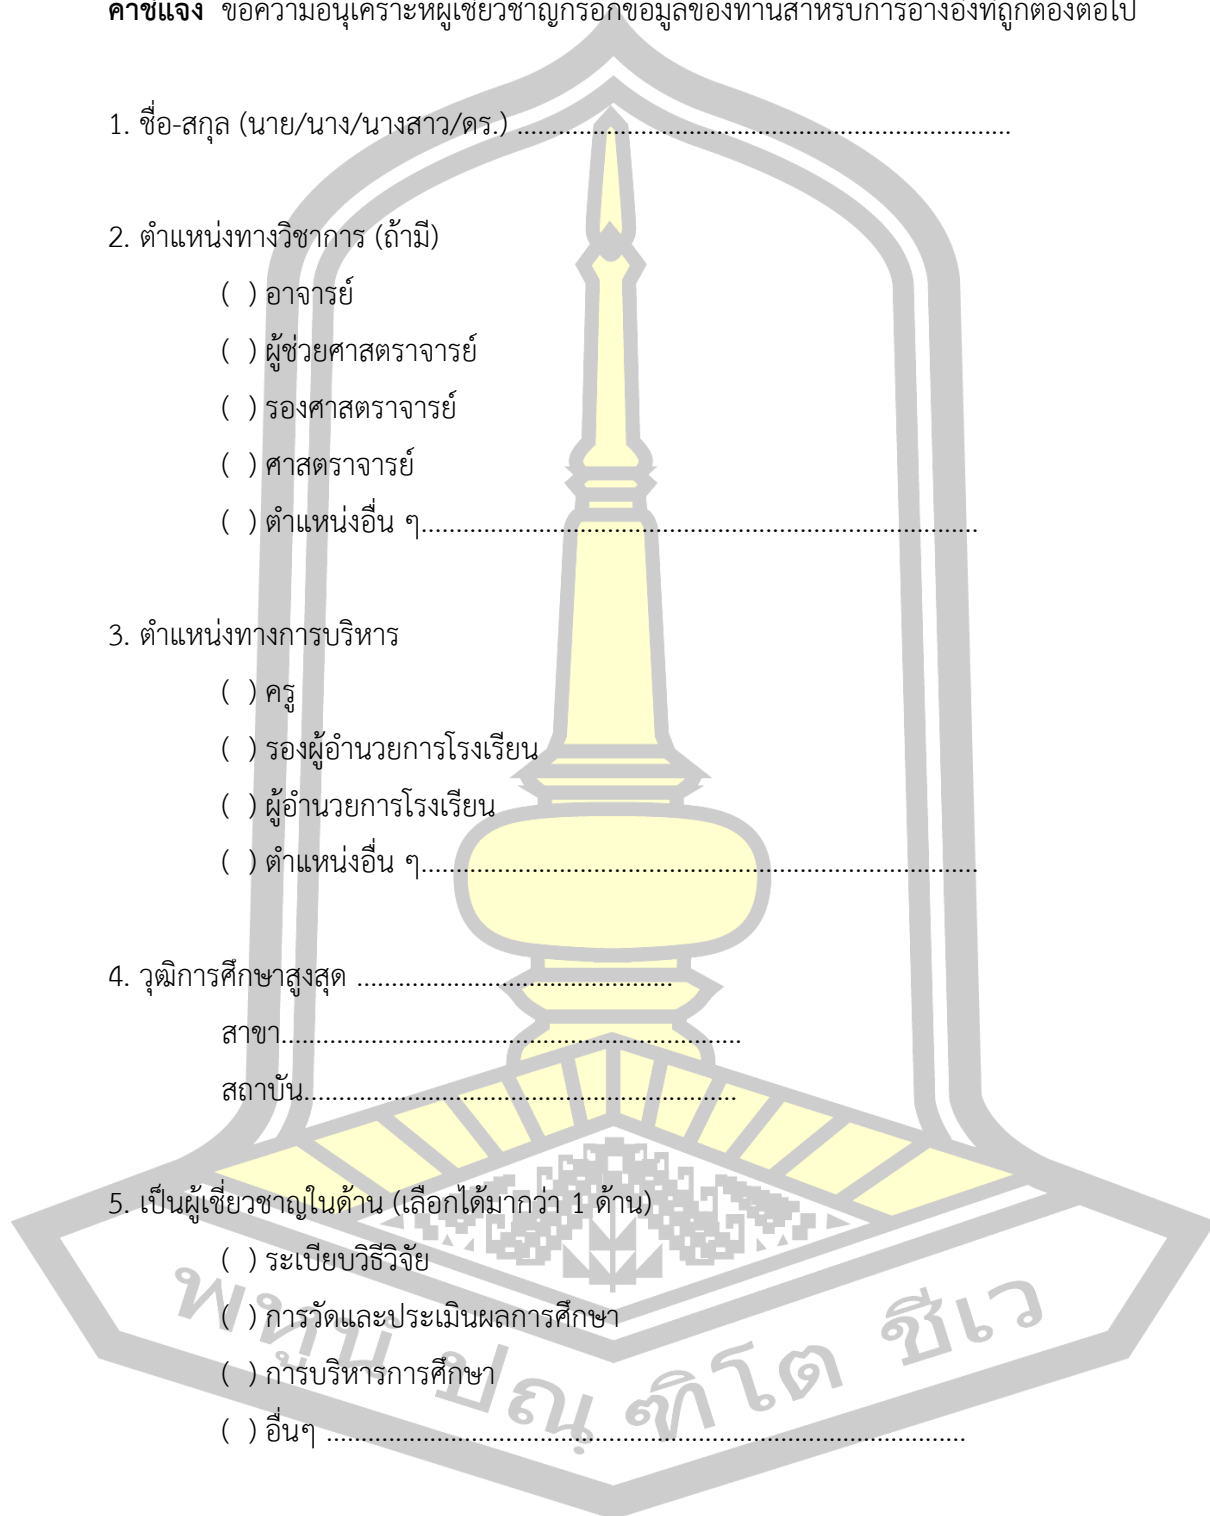 คำชี้แจง ขอความอนุเคราะห์ผู้เชี่ยวชาญกรอกข้อมูลของท่านสำหรับการอ้างอิงที่ถูกต้องต่อไป
1. ชื่อ-สกุล (นาย/นาง/นางสาว/ดร.) ........................................................................
2. ตำแหน่งทางวิชาการ (ถ้ามี)
( ) อาจารย์
( ) ผู้ช่วยศาสตราจารย์
( ) รองศาสตราจารย์
( ) ศาสตราจารย์
( ) ตำแหน่งอื่น ๆ.................................................................................
3. ตำแหน่งทางการบริหาร
( ) ครู
( ) รองผู้อำนวยการโรงเรียน
( ) ผู้อำนวยการโรงเรียน
( ) ตำแหน่งอื่น ๆ.................................................................................
4. วุฒิการศึกษาสูงสุด ..............................................
สาขา...................................................................
สถาบัน...............................................................
5. เป็นผู้เชี่ยวชาญในด้าน (เลือกได้มากว่า 1 ด้าน)
( ) ระเบียบวิธีวิจัย
( ) การวัดและประเมินผลการศึกษา
( ) การบริหารการศึกษา
( ) อื่นๆ .............................................................................................
พหูนํ ปณฺฑิโต ชีเว